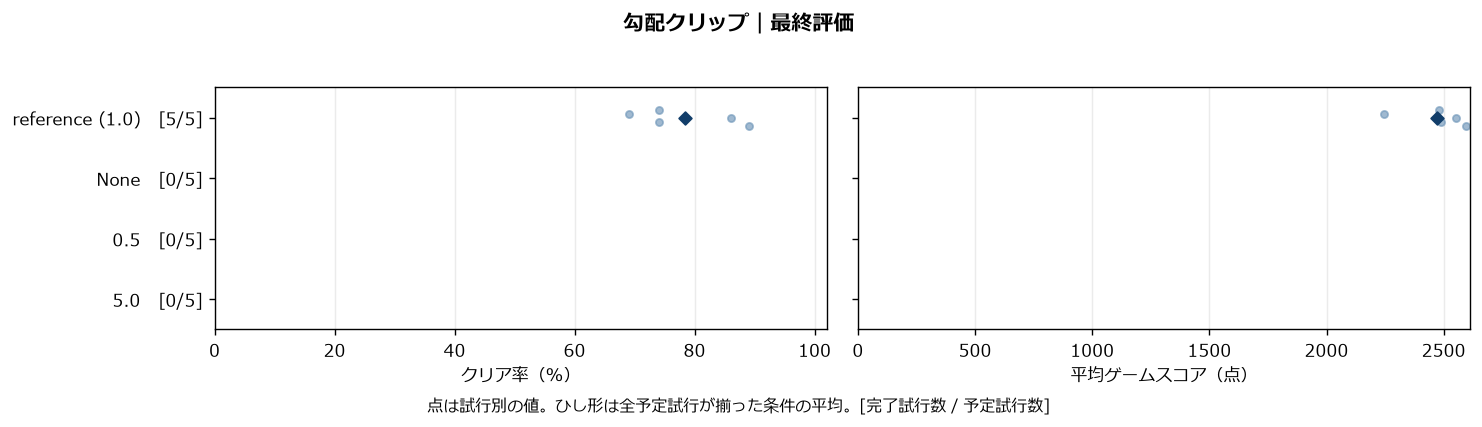 勾配クリップ｜最終評価
reference (1.0) [5/5]
None [0/5]
0.5 [0/5]
5.0 [0/5]
0 20 40 60 80 100
クリア率（%）
0 500 1000 1500 2000 2500
平均ゲームスコア（点）
点は試行別の値。ひし形は全予定試行が揃った条件の平均。[完了試行数 / 予定試行数]